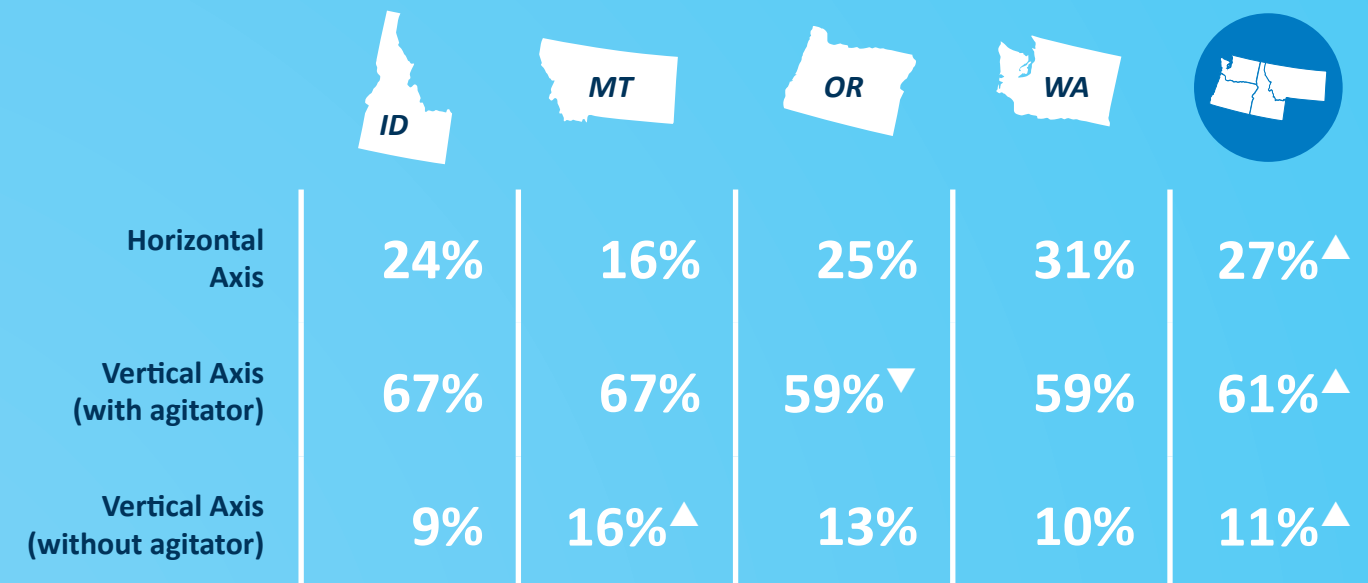 ID
MT
OR
WA
Horizontal
Axis
24%
16%
25%
31%
27%▲
Vertical Axis
(with agitator)
67%
67%
59%▼
59%
61%▲
Vertical Axis
(without agitator)
9%
16%▲
13%
10%
11%▲